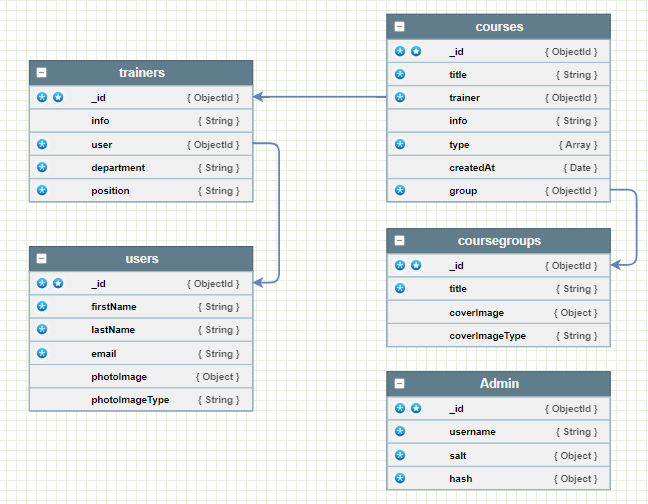 trainers
_id { ObjectId }
info { String }
user { ObjectId }
department { String }
position { String }
users
_id { ObjectId }
firstName { String }
lastName { String }
email { String }
photoImage { Object }
photoImageType { String }
courses
_id { ObjectId }
title { String }
trainer { ObjectId }
info { String }
type { Array }
createdAt { Date }
group { ObjectId }
coursegroups
_id { ObjectId }
title { String }
coverImage { Object }
coverImageType { String }
Admin
_id { ObjectId }
username { String }
salt { Object }
hash { Object }